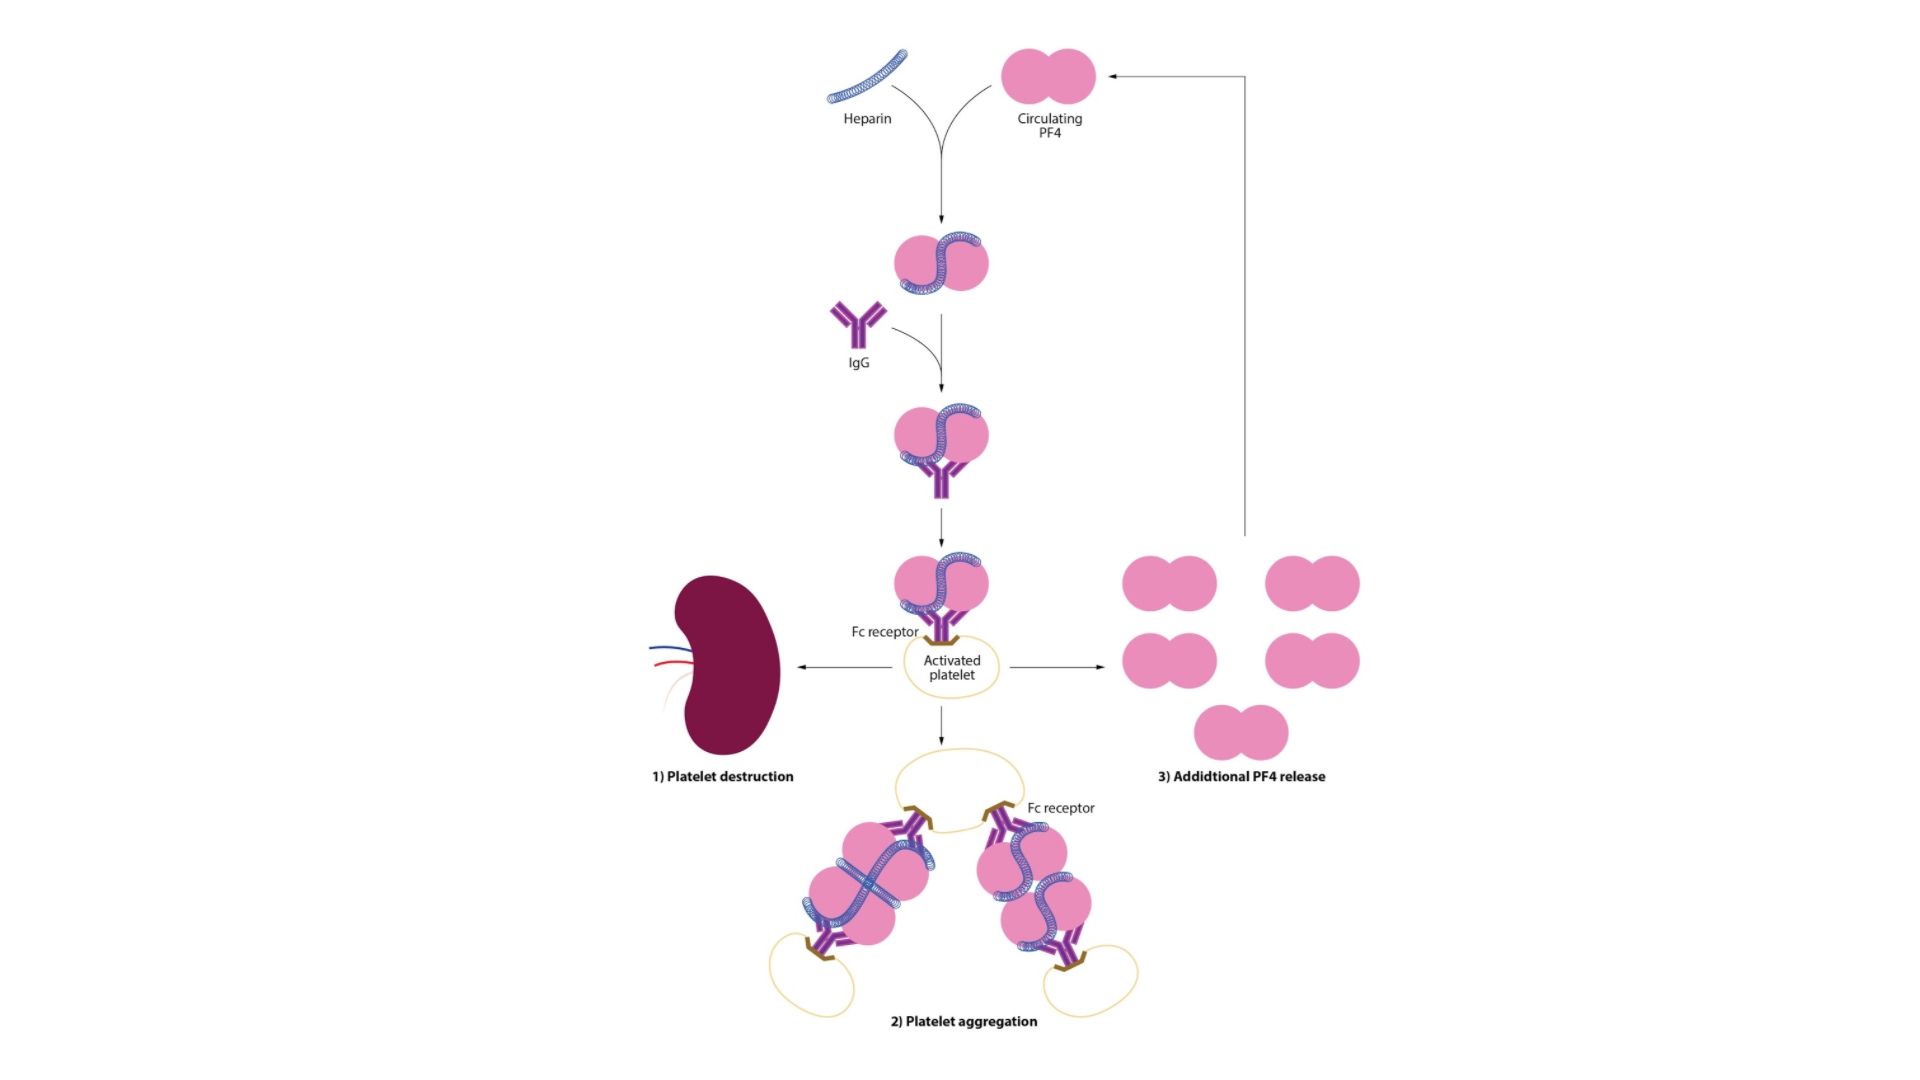 Heparin
Circulating
PF4
IgG
Fc receptor
Activated
platelet
1) Platelet destruction
3) Addidtional PF4 release
Fc receptor
2) Platelet aggregation